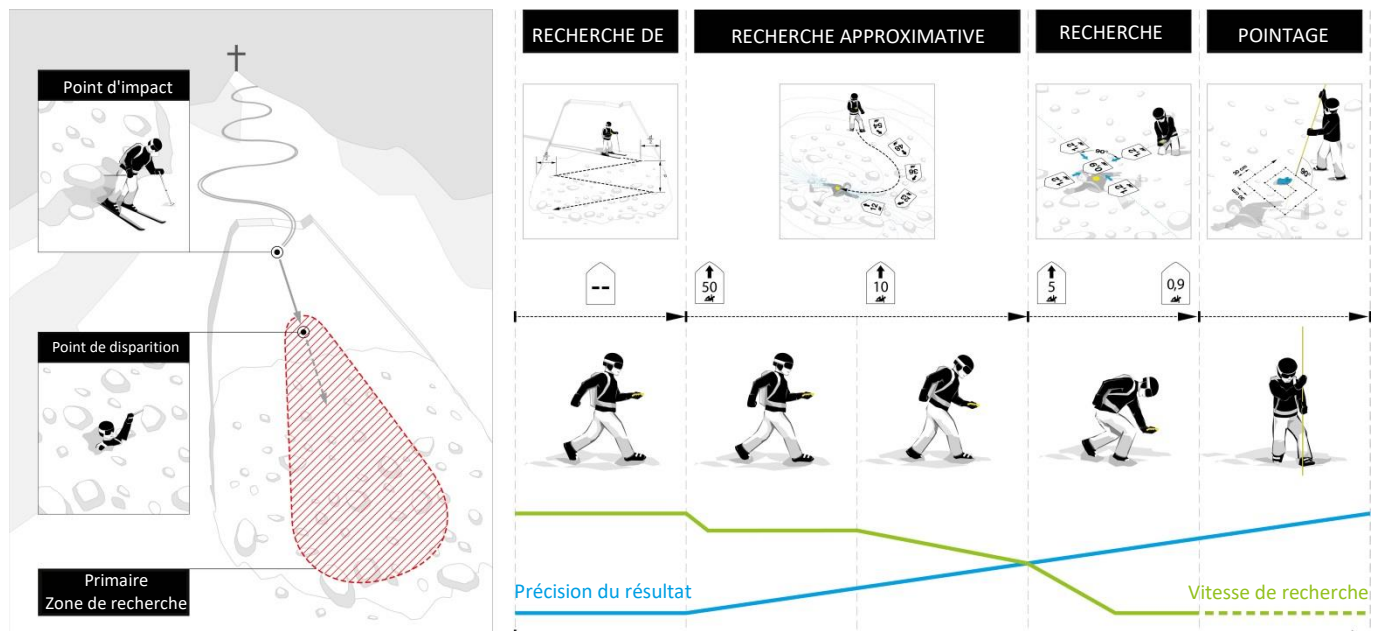 Point d'impact
Point de disparition
Primaire
Zone de recherche
RECHERCHE DE
RECHERCHE APPROXIMATIVE
RECHERCHE
POINTAGE
--
50
10
5
0,9
Précision du résultat
Vitesse de recherche